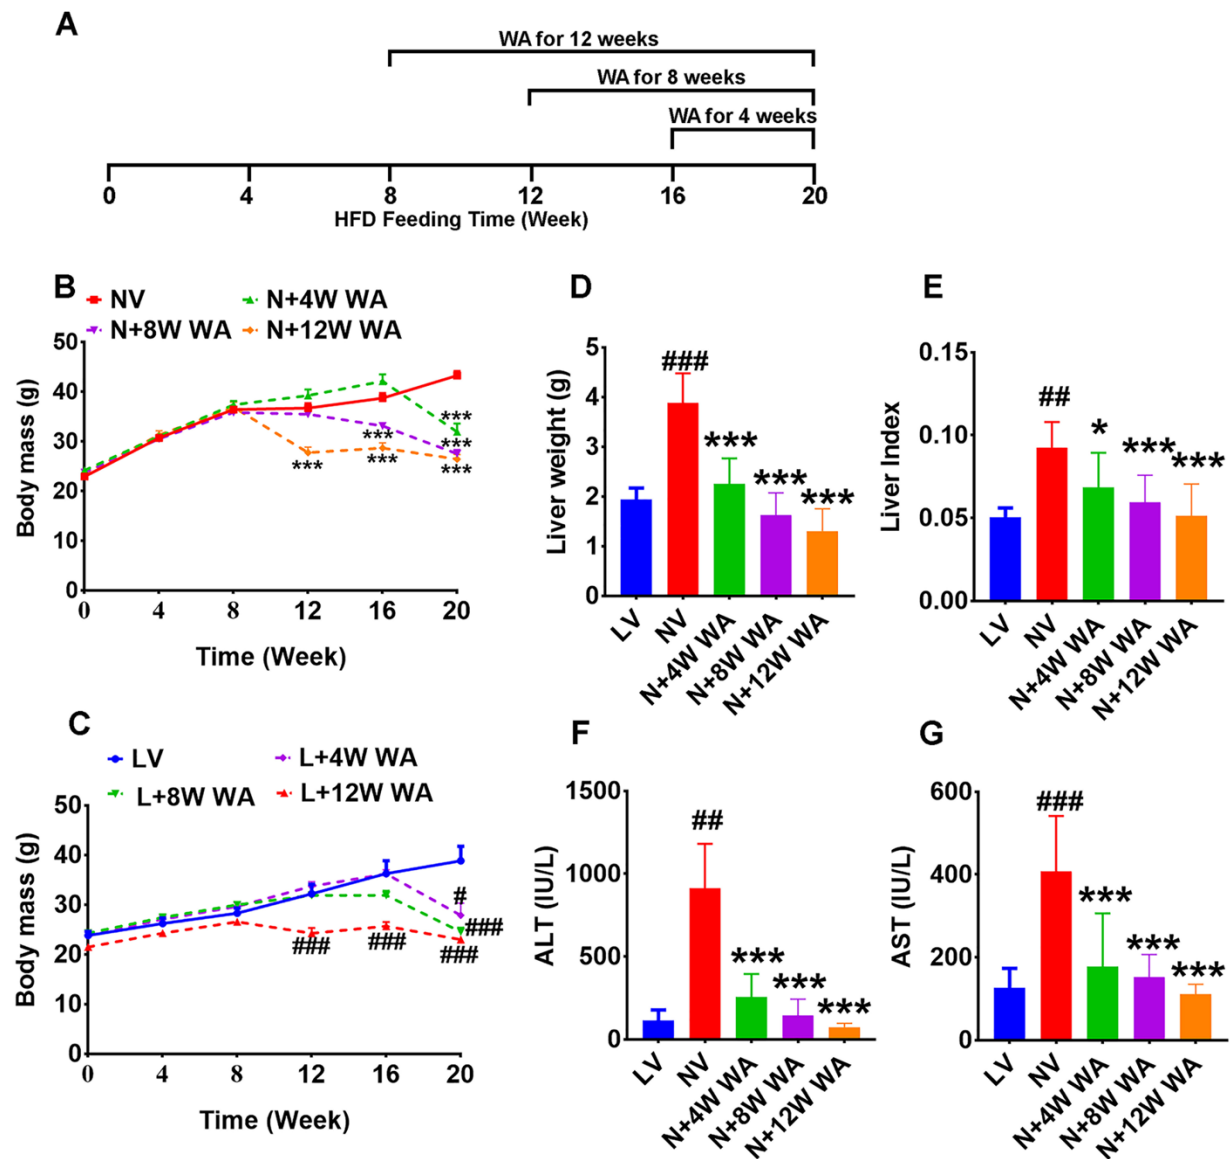 A
WA for 12 weeks
WA for 8 weeks
WA for 4 weeks
0 4 8 12 16 20
HFD Feeding Time (Week)
B
NV N+4W WA
N+8W WA N+12W WA
Body mass (g)
50
40
30
20
10
0
*** *** ***
*** *** ***
0 4 8 12 16 20
Time (Week)
D
Liver weight (g)
5
4
3
2
1
0
###
***
***
***
LV
NV
N+4W WA
N+8W WA
N+12W WA
E
Liver Index
0.15
0.10
0.05
0.00
##
*
***
***
LV
NV
N+4W WA
N+8W WA
N+12W WA
C
LV L+4W WA
L+8W WA L+12W WA
Body mass (g)
50
40
30
20
10
0
#
###
### ### ###
0 4 8 12 16 20
Time (Week)
F
ALT (IU/L)
1500
1000
500
0
##
***
***
***
LV
NV
N+4W WA
N+8W WA
N+12W WA
G
AST (IU/L)
600
400
200
0
###
***
***
***
LV
NV
N+4W WA
N+8W WA
N+12W WA